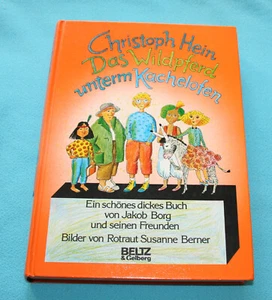 Christoph Hein
Das Wildpferd
unterm Kachelofen
Ein schönes dickes Buch
von Jakob Borg
und seinen Freunden
Bilder von Rotraut Susanne Berner
BELTZ
& Gelberg